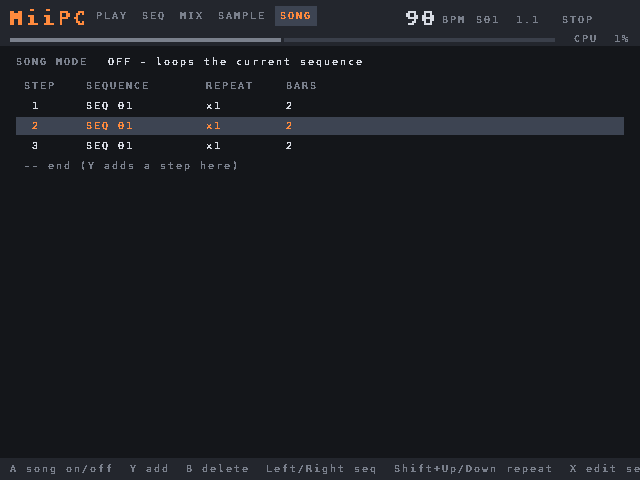 MiiPC PLAY SEQ MIX SAMPLE SONG 90 BPM S01 1.1 STOP
CPU 1%
SONG MODE OFF - loops the current sequence
STEP SEQUENCE REPEAT BARS
1 SEQ 01 x1 2
2 SEQ 01 x1 2
3 SEQ 01 x1 2
-- end (Y adds a step here)
A song on/off Y add B delete Left/Right seq Shift+Up/Down repeat X edit se